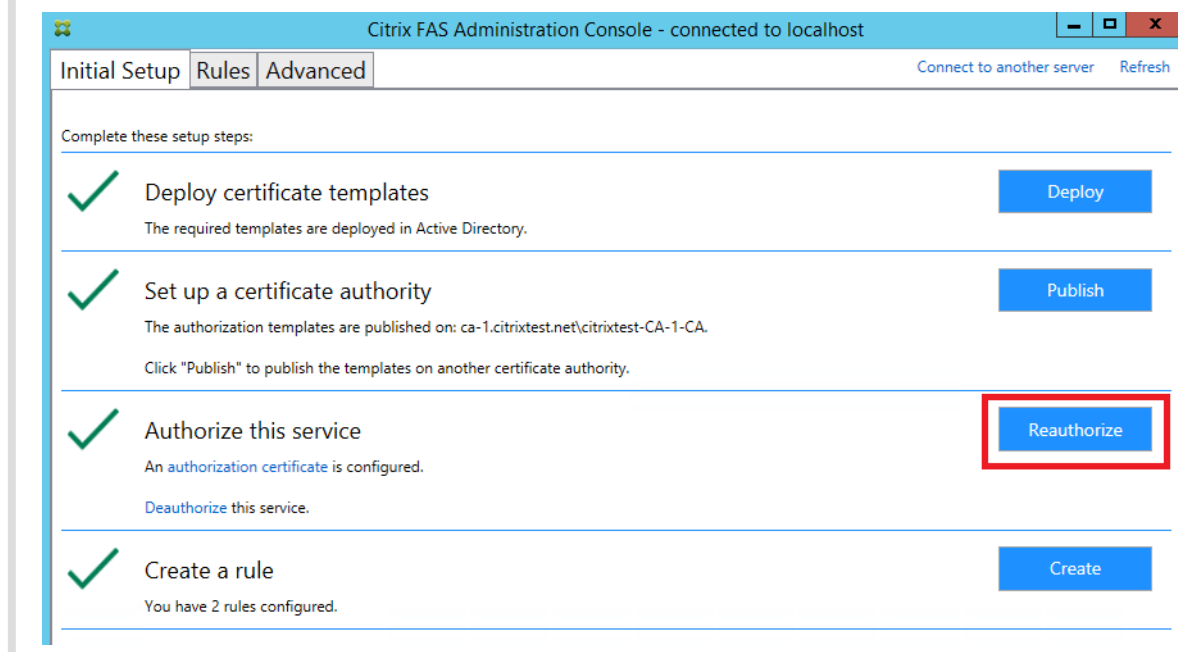 Citrix FAS Administration Console - connected to localhost
Initial Setup Rules Advanced Connect to another server Refresh
Complete these setup steps:
Deploy certificate templates Deploy
The required templates are deployed in Active Directory.
Set up a certificate authority Publish
The authorization templates are published on: ca-1.citrixtest.net\citrixtest-CA-1-CA.
Click "Publish" to publish the templates on another certificate authority.
Authorize this service Reauthorize
An authorization certificate is configured.
Deauthorize this service.
Create a rule Create
You have 2 rules configured.